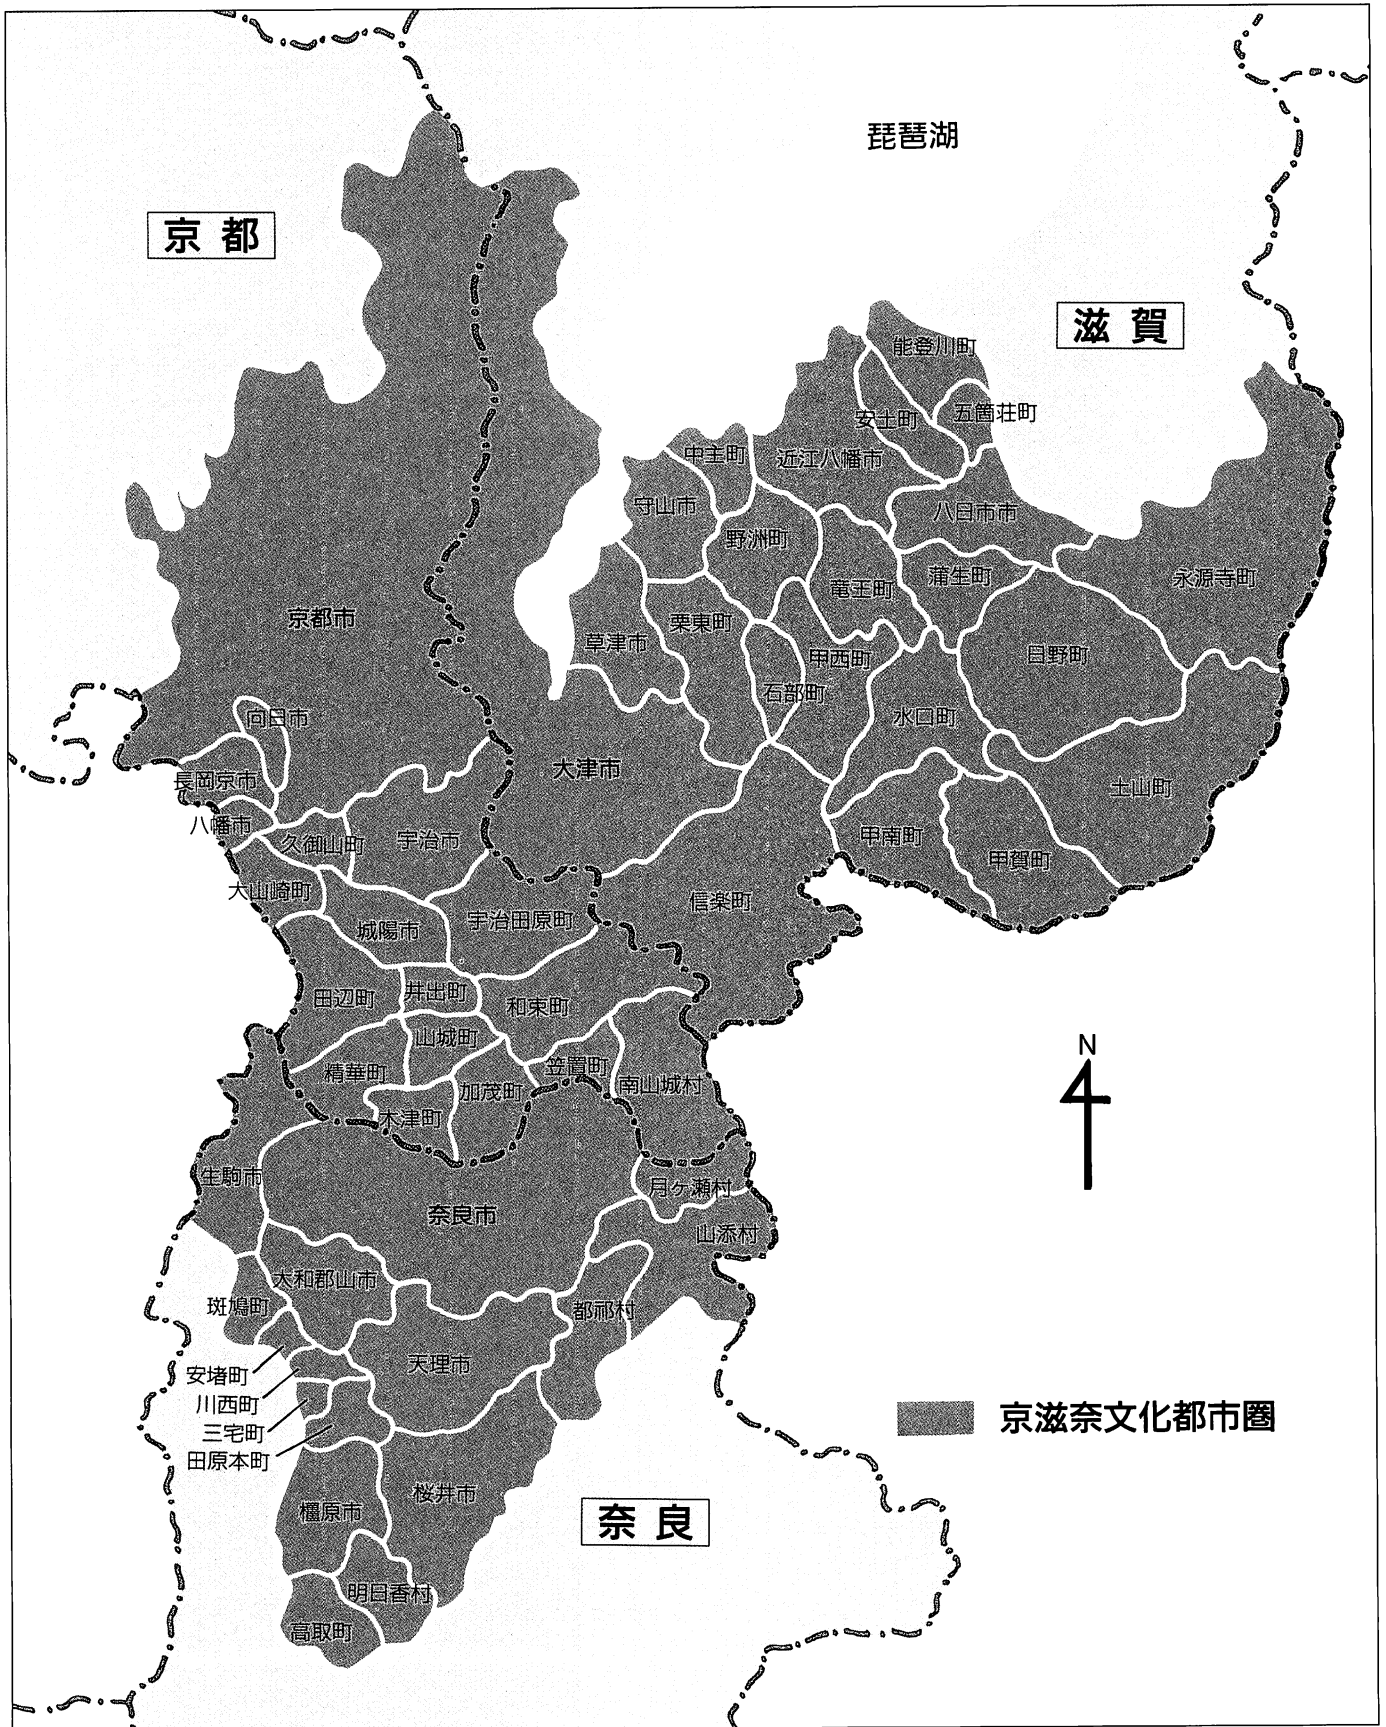 琵琶湖
京都
滋賀
能登川町
五箇荘町
安土町
中主町
近江八幡市
守山市
八日市市
野洲町
永源寺町
蒲生町
竜王町
京都市
栗東町
草津市
甲西町
日野町
石部町
水口町
向日市
大津市
長岡京市
土山町
八幡市
久御山町
宇治市
甲南町
甲賀町
大山崎町
信楽町
宇治田原町
城陽市
田辺町
井出町
和束町
山城町
N
笠置町
精華町
南山城村
加茂町
木津町
生駒市
月ヶ瀬村
奈良市
山添村
大和郡山市
斑鳩町
都祁村
天理市
安堵町
川西町
京滋奈文化都市圏
三宅町
田原本町
桜井市
橿原市
奈良
明日香村
高取町